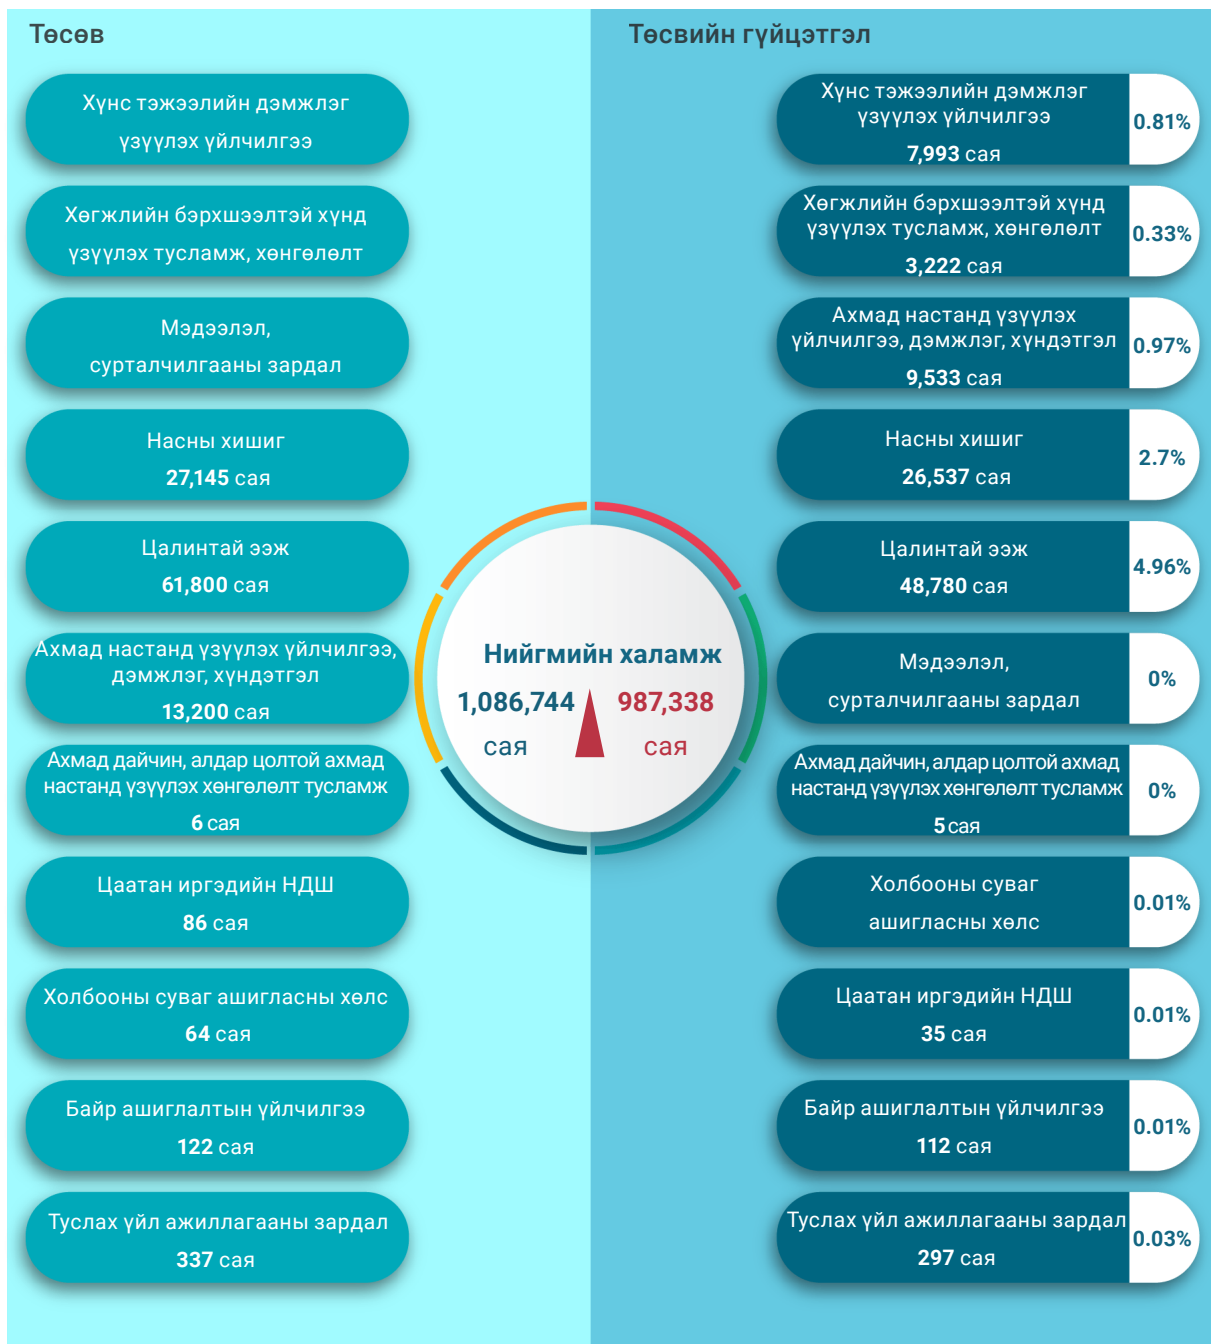 Төсөв
Хүнс тэжээлийн дэмжлэг
үзүүлэх үйлчилгээ
Хөгжлийн бэрхшээлтэй хүнд
үзүүлэх тусламж, хөнгөлөлт
Мэдээлэл,
сурталчилгааны зардал
Насны хишиг
27,145 сая
Цалинтай ээж
61,800 сая
Ахмад настанд үзүүлэх үйлчилгээ,
дэмжлэг, хүндэтгэл
13,200 сая
Ахмад дайчин, алдар цолтой ахмад
настанд үзүүлэх хөнгөлөлт тусламж
6 сая
Цаатан иргэдийн НДШ
86 сая
Холбооны суваг ашигласны хөлс
64 сая
Байр ашиглалтын үйлчилгээ
122 сая
Туслах үйл ажиллагааны зардал
337 сая
Нийгмийн халамж
1,086,744 987,338
сая сая
Төсвийн гүйцэтгэл
Хүнс тэжээлийн дэмжлэг
үзүүлэх үйлчилгээ
7,993 сая
0.81%
Хөгжлийн бэрхшээлтэй хүнд
үзүүлэх тусламж, хөнгөлөлт
3,222 сая
0.33%
Ахмад настанд үзүүлэх
үйлчилгээ, дэмжлэг, хүндэтгэл
9,533 сая
0.97%
Насны хишиг
26,537 сая
2.7%
Цалинтай ээж
48,780 сая
4.96%
Мэдээлэл,
сурталчилгааны зардал
0%
Ахмад дайчин, алдар цолтой ахмад
настанд үзүүлэх хөнгөлөлт тусламж
5 сая
0%
Холбооны суваг
ашигласны хөлс
0.01%
Цаатан иргэдийн НДШ
35 сая
0.01%
Байр ашиглалтын үйлчилгээ
112 сая
0.01%
Туслах үйл ажиллагааны зардал
297 сая
0.03%